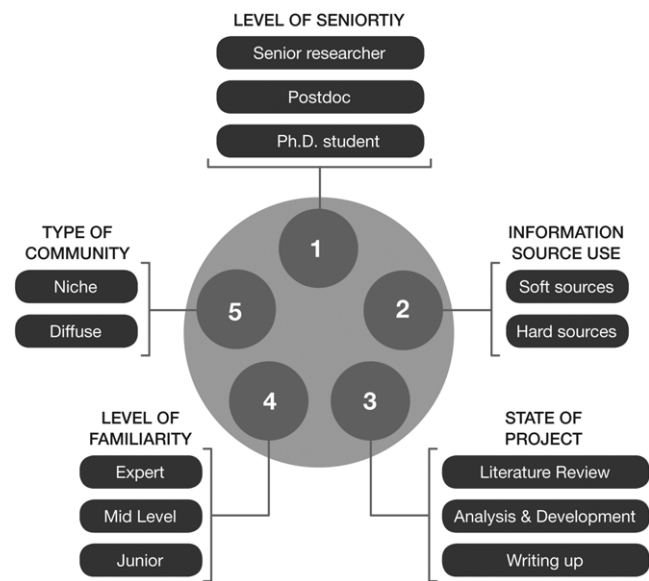 LEVEL OF SENIORTIY
Senior researcher
Postdoc
Ph.D. student
1
TYPE OF
COMMUNITY
Niche
Diffuse
5
INFORMATION
SOURCE USE
Soft sources
Hard sources
2
LEVEL OF
FAMILIARITY
Expert
Mid Level
Junior
4
STATE OF
PROJECT
Literature Review
Analysis & Development
Writing up
3